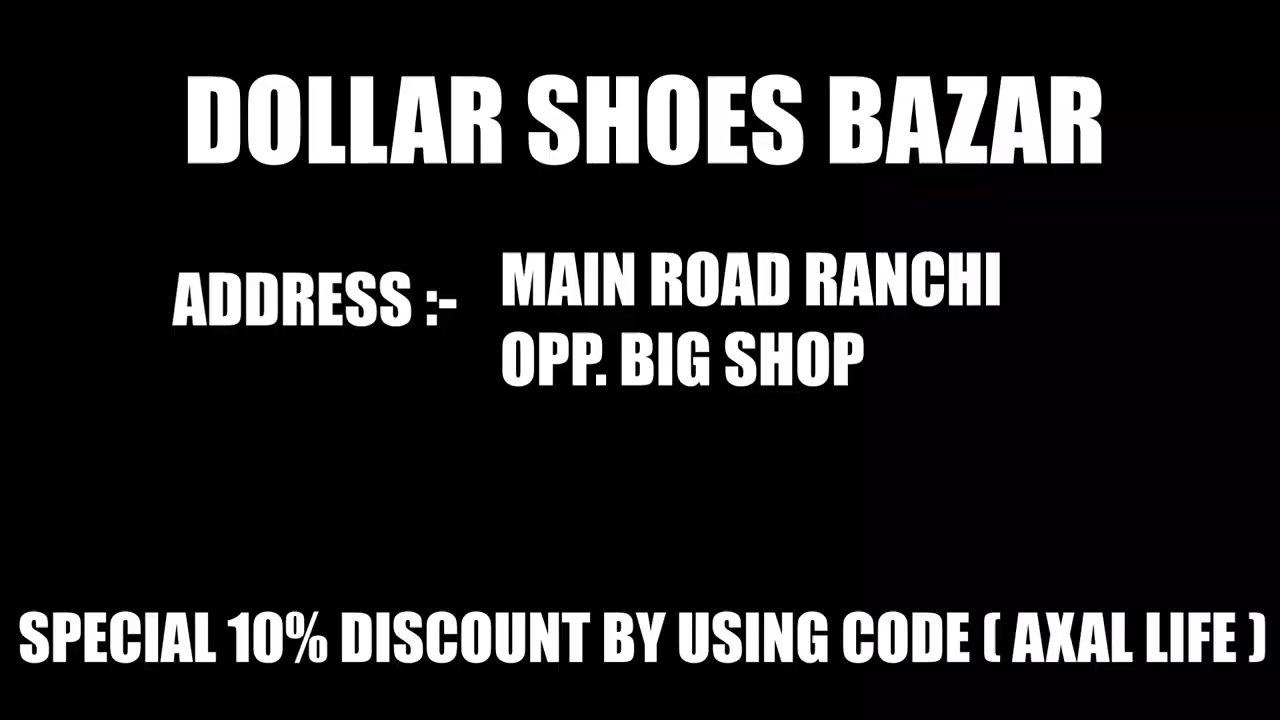 DOLLAR SHOES BAZAR
ADDRESS :- MAIN ROAD RANCHI
OPP. BIG SHOP
SPECIAL 10% DISCOUNT BY USING CODE ( AXAL LIFE )